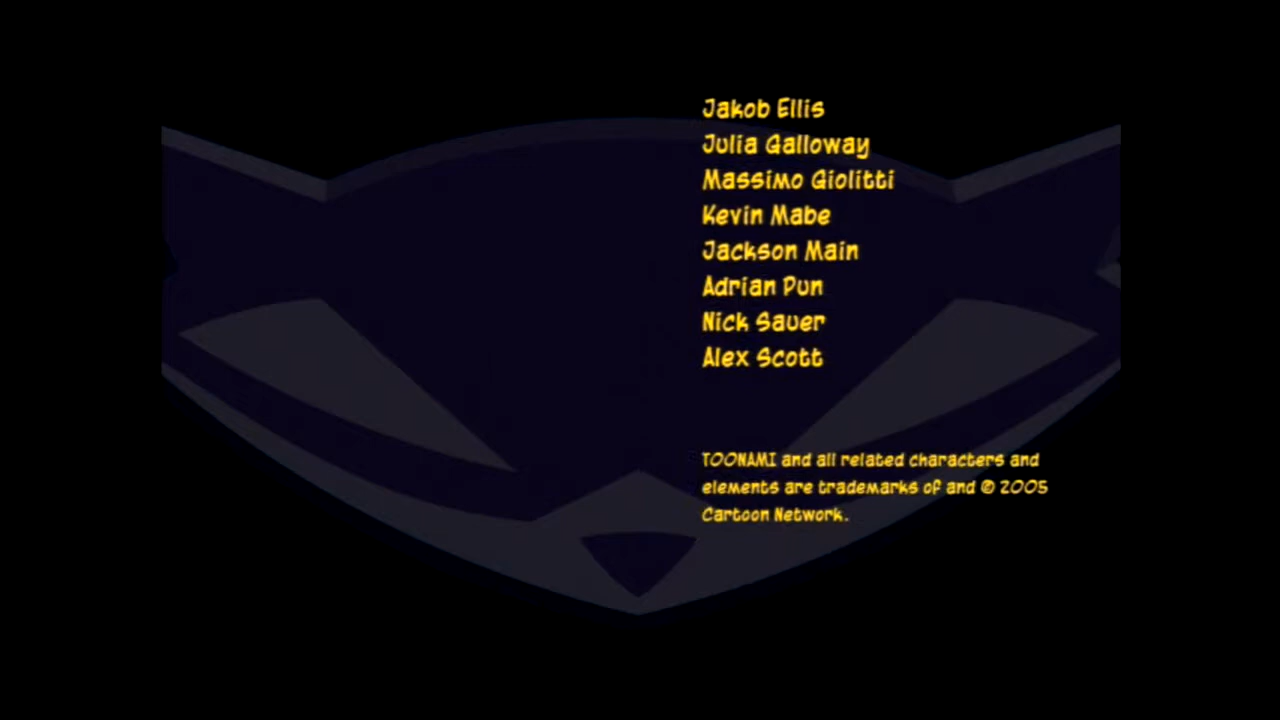 Jakob Ellis
Julia Galloway
Massimo Giolitti
Kevin Mabe
Jackson Main
Adrian Pun
Nick Sauer
Alex Scott
TOONAMI and all related characters and
elements are trademarks of and © 2005
Cartoon Network.